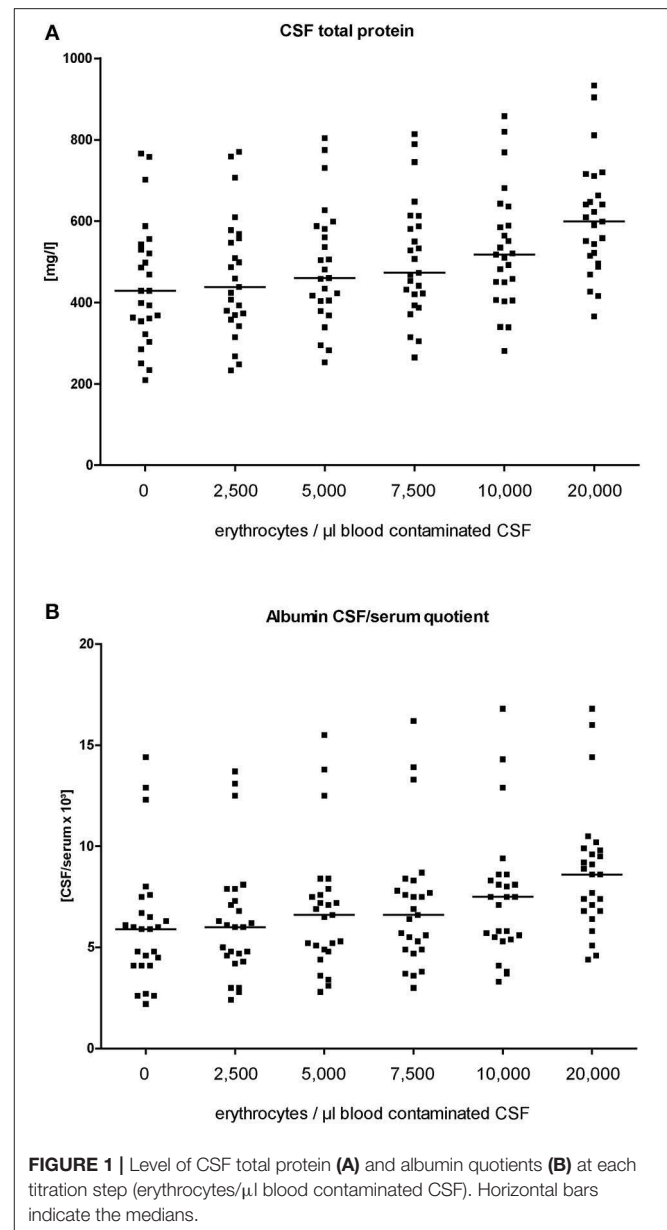 A
CSF total protein
1000
800
600
400
200
0
[mg/l]
0 2,500 5,000 7,500 10,000 20,000
erythrocytes / µl blood contaminated CSF
B
Albumin CSF/serum quotient
20
15
10
5
0
[CSF/serum x 10³]
0 2,500 5,000 7,500 10,000 20,000
erythrocytes / µl blood contaminated CSF
FIGURE 1 | Level of CSF total protein (A) and albumin quotients (B) at each
titration step (erythrocytes/µl blood contaminated CSF). Horizontal bars
indicate the medians.